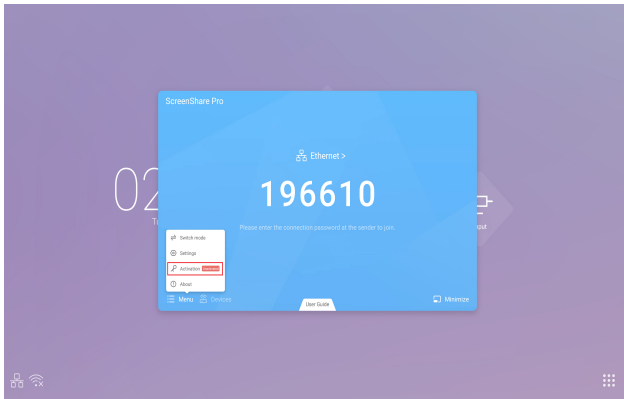 ScreenShare Pro
Ethernet >
02
196610
Please enter the connection password at the sender to join.
Switch mode
Settings
Activation
About
Menu
Devices
User Guide
Minimize